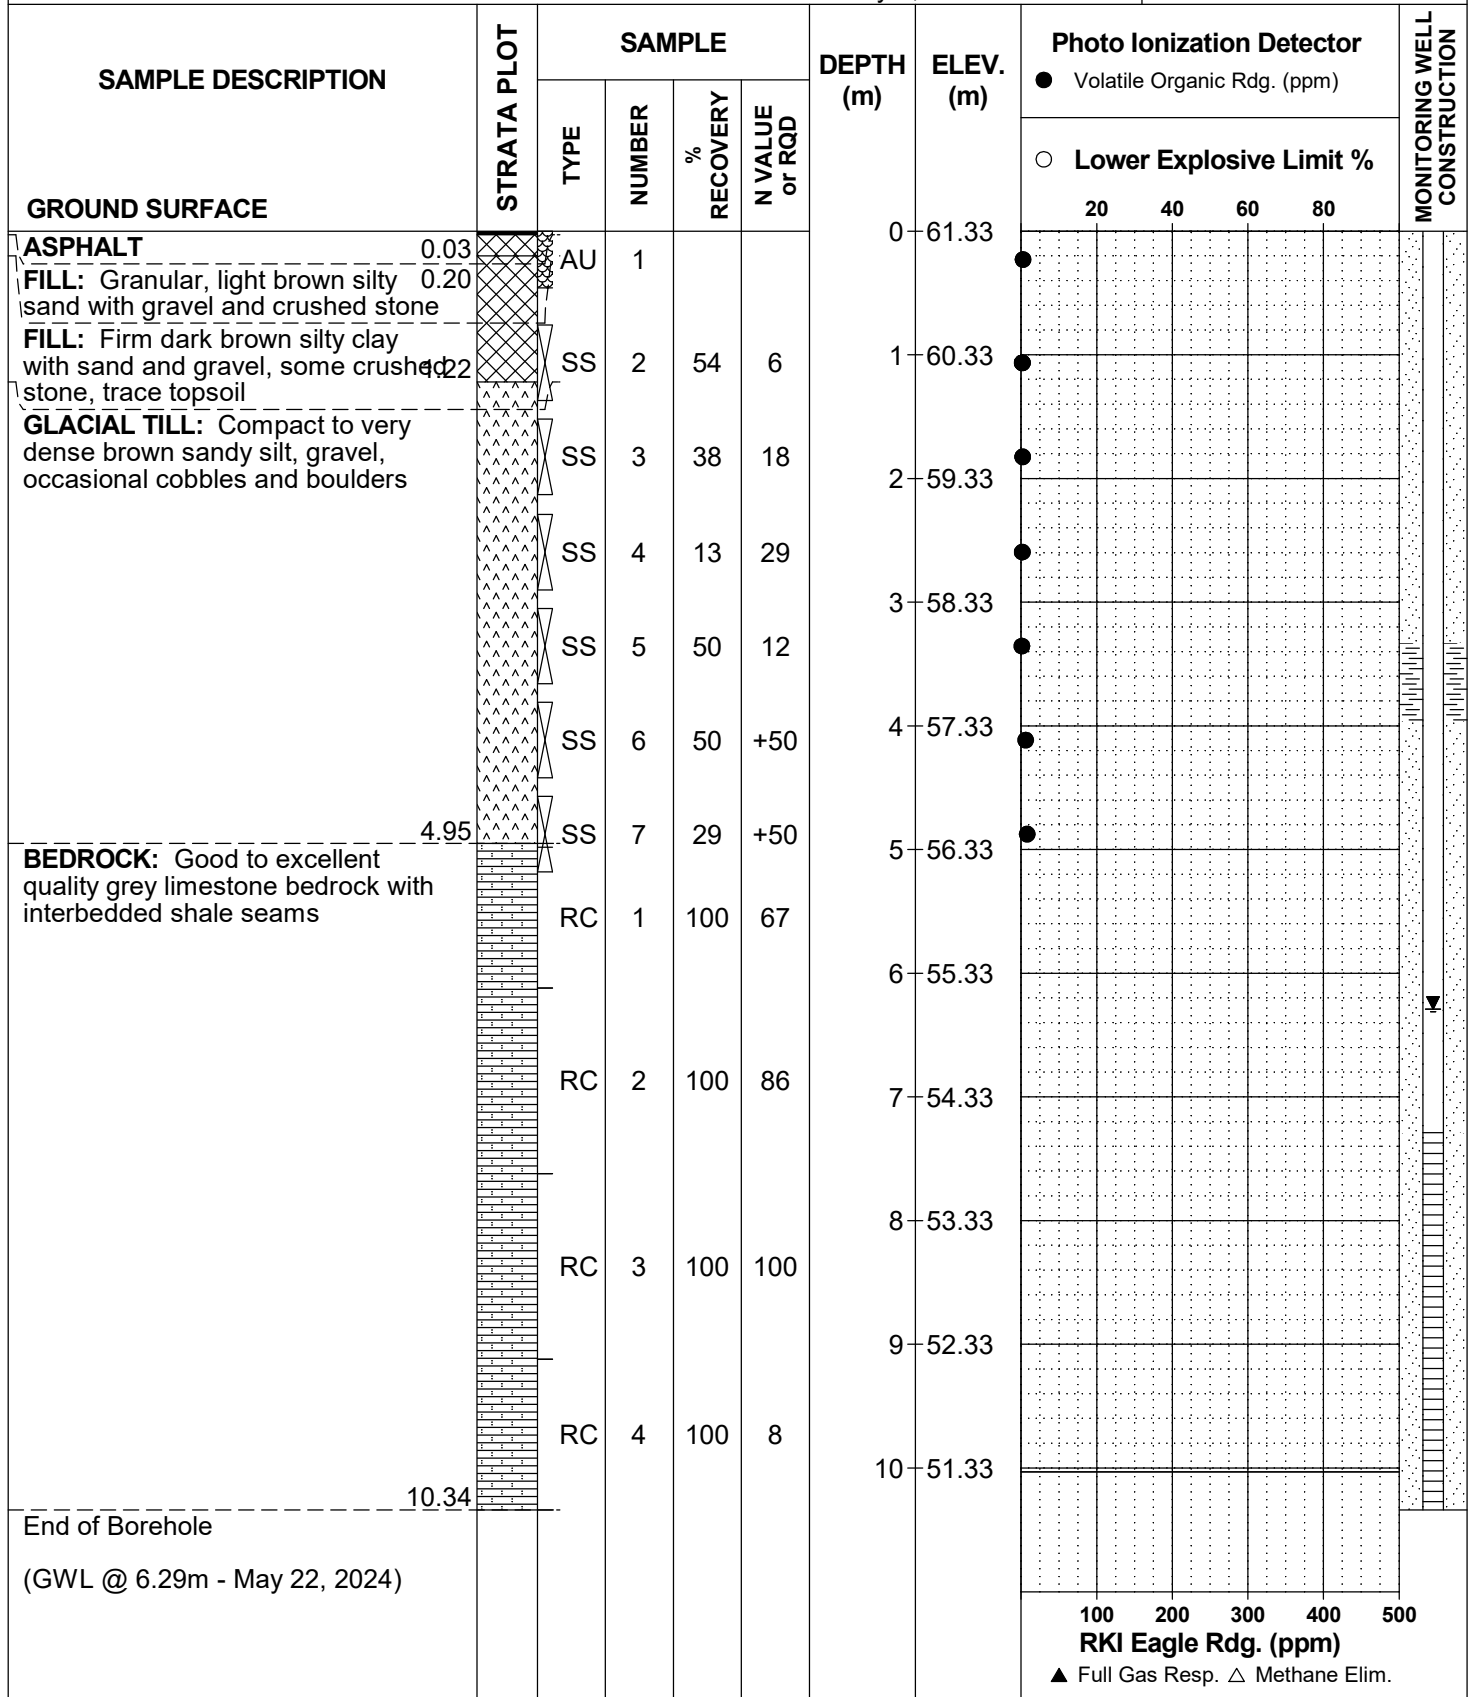 SAMPLE DESCRIPTION
GROUND SURFACE
STRATA PLOT
SAMPLE
TYPE
NUMBER
%
RECOVERY
N VALUE
or RQD
DEPTH
(m)
ELEV.
(m)
Photo Ionization Detector
● Volatile Organic Rdg. (ppm)
○ Lower Explosive Limit %
20 40 60 80
MONITORING WELL
CONSTRUCTION
0 61.33
ASPHALT 0.03
AU 1
FILL: Granular, light brown silty 0.20
sand with gravel and crushed stone
FILL: Firm dark brown silty clay
with sand and gravel, some crushed 1.22
stone, trace topsoil
SS 2 54 6
1 60.33
GLACIAL TILL: Compact to very
dense brown sandy silt, gravel,
occasional cobbles and boulders
SS 3 38 18
2 59.33
SS 4 13 29
3 58.33
SS 5 50 12
4 57.33
SS 6 50 +50
4.95
SS 7 29 +50
5 56.33
BEDROCK: Good to excellent
quality grey limestone bedrock with
interbedded shale seams
RC 1 100 67
6 55.33
RC 2 100 86
7 54.33
8 53.33
RC 3 100 100
9 52.33
RC 4 100 8
10 51.33
10.34
End of Borehole
(GWL @ 6.29m - May 22, 2024)
100 200 300 400 500
RKI Eagle Rdg. (ppm)
▲ Full Gas Resp. △ Methane Elim.